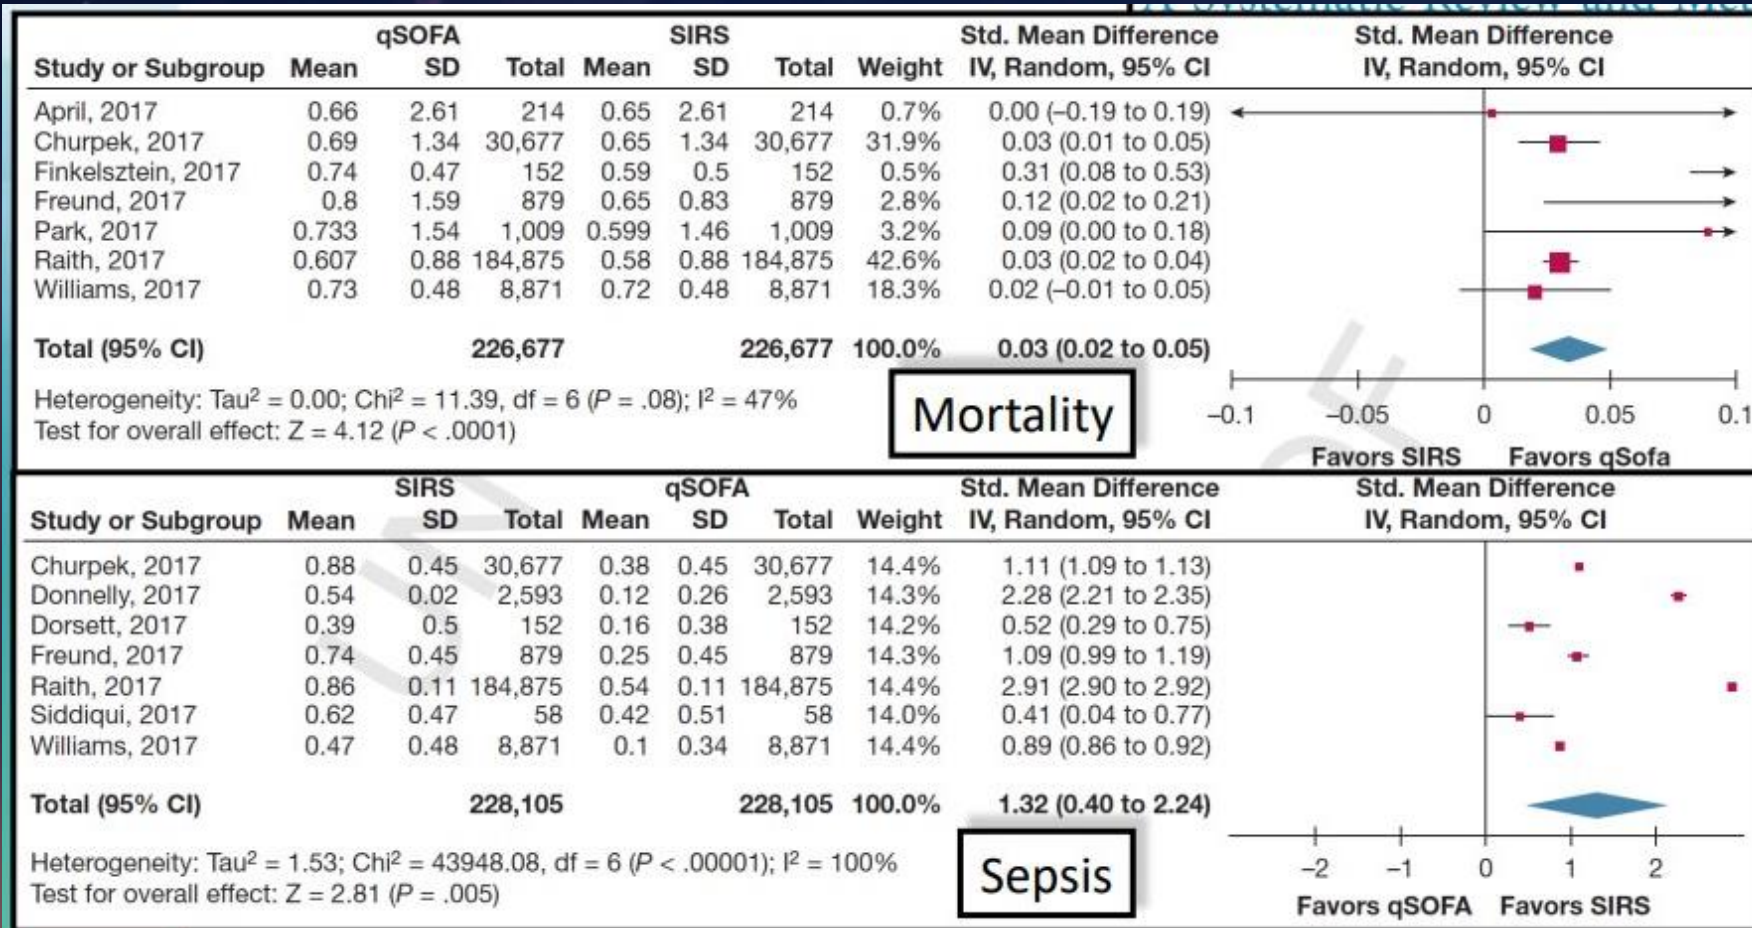 A Systematic Review and Me
qSOFA SIRS Std. Mean Difference Std. Mean Difference
Study or Subgroup Mean SD Total Mean SD Total Weight IV, Random, 95% CI IV, Random, 95% CI
April, 2017 0.66 2.61 214 0.65 2.61 214 0.7% 0.00 (–0.19 to 0.19)
Churpek, 2017 0.69 1.34 30,677 0.65 1.34 30,677 31.9% 0.03 (0.01 to 0.05)
Finkelsztein, 2017 0.74 0.47 152 0.59 0.5 152 0.5% 0.31 (0.08 to 0.53)
Freund, 2017 0.8 1.59 879 0.65 0.83 879 2.8% 0.12 (0.02 to 0.21)
Park, 2017 0.733 1.54 1,009 0.599 1.46 1,009 3.2% 0.09 (0.00 to 0.18)
Raith, 2017 0.607 0.88 184,875 0.58 0.88 184,875 42.6% 0.03 (0.02 to 0.04)
Williams, 2017 0.73 0.48 8,871 0.72 0.48 8,871 18.3% 0.02 (–0.01 to 0.05)
Total (95% CI) 226,677 226,677 100.0% 0.03 (0.02 to 0.05)
Heterogeneity: Tau² = 0.00; Chi² = 11.39, df = 6 (P = .08); I² = 47%
Test for overall effect: Z = 4.12 (P < .0001)
Mortality
–0.1 –0.05 0 0.05 0.1
Favors SIRS Favors qSofa
SIRS qSOFA Std. Mean Difference Std. Mean Difference
Study or Subgroup Mean SD Total Mean SD Total Weight IV, Random, 95% CI IV, Random, 95% CI
Churpek, 2017 0.88 0.45 30,677 0.38 0.45 30,677 14.4% 1.11 (1.09 to 1.13)
Donnelly, 2017 0.54 0.02 2,593 0.12 0.26 2,593 14.3% 2.28 (2.21 to 2.35)
Dorsett, 2017 0.39 0.5 152 0.16 0.38 152 14.2% 0.52 (0.29 to 0.75)
Freund, 2017 0.74 0.45 879 0.25 0.45 879 14.3% 1.09 (0.99 to 1.19)
Raith, 2017 0.86 0.11 184,875 0.54 0.11 184,875 14.4% 2.91 (2.90 to 2.92)
Siddiqui, 2017 0.62 0.47 58 0.42 0.51 58 14.0% 0.41 (0.04 to 0.77)
Williams, 2017 0.47 0.48 8,871 0.1 0.34 8,871 14.4% 0.89 (0.86 to 0.92)
Total (95% CI) 228,105 228,105 100.0% 1.32 (0.40 to 2.24)
Heterogeneity: Tau² = 1.53; Chi² = 43948.08, df = 6 (P < .00001); I² = 100%
Test for overall effect: Z = 2.81 (P = .005)
Sepsis
–2 –1 0 1 2
Favors qSOFA Favors SIRS